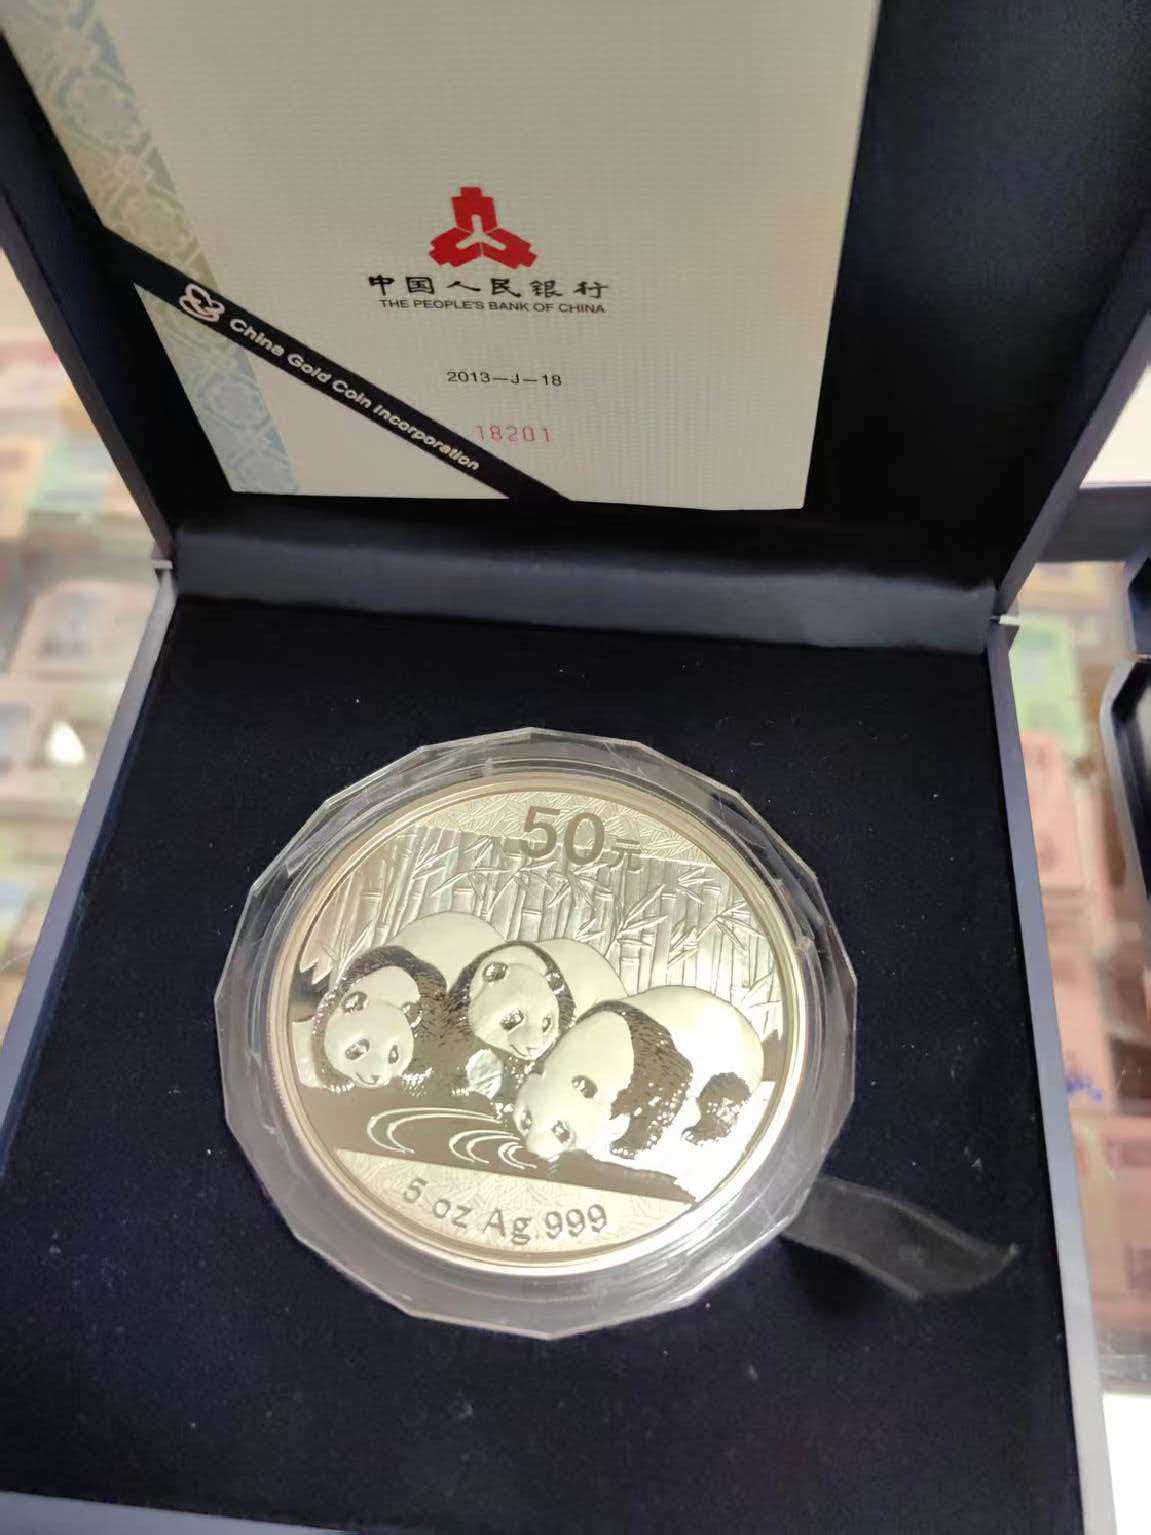 中国人民银行
THE PEOPLE'S BANK OF CHINA
2013-J-18
18201
China Gold Coin Incorporation
50元
5 oz Ag.999